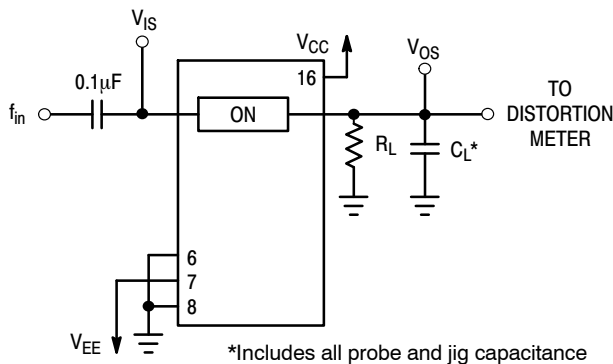 V_IS
V_CC
V_OS
0.1μF
16
f_in
ON
TO
DISTORTION
METER
R_L
C_L*
6
7
8
V_EE
*Includes all probe and jig capacitance